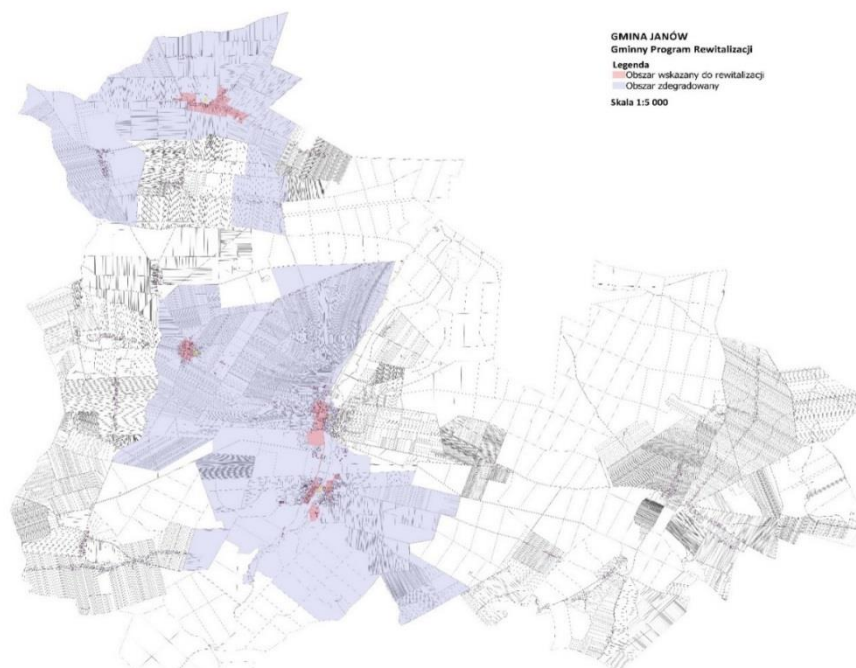 GMINA JANÓW
Gminny Program Rewitalizacji
Legenda
Obszar wskazany do rewitalizacji
Obszar zdegradowany
Skala 1:5 000